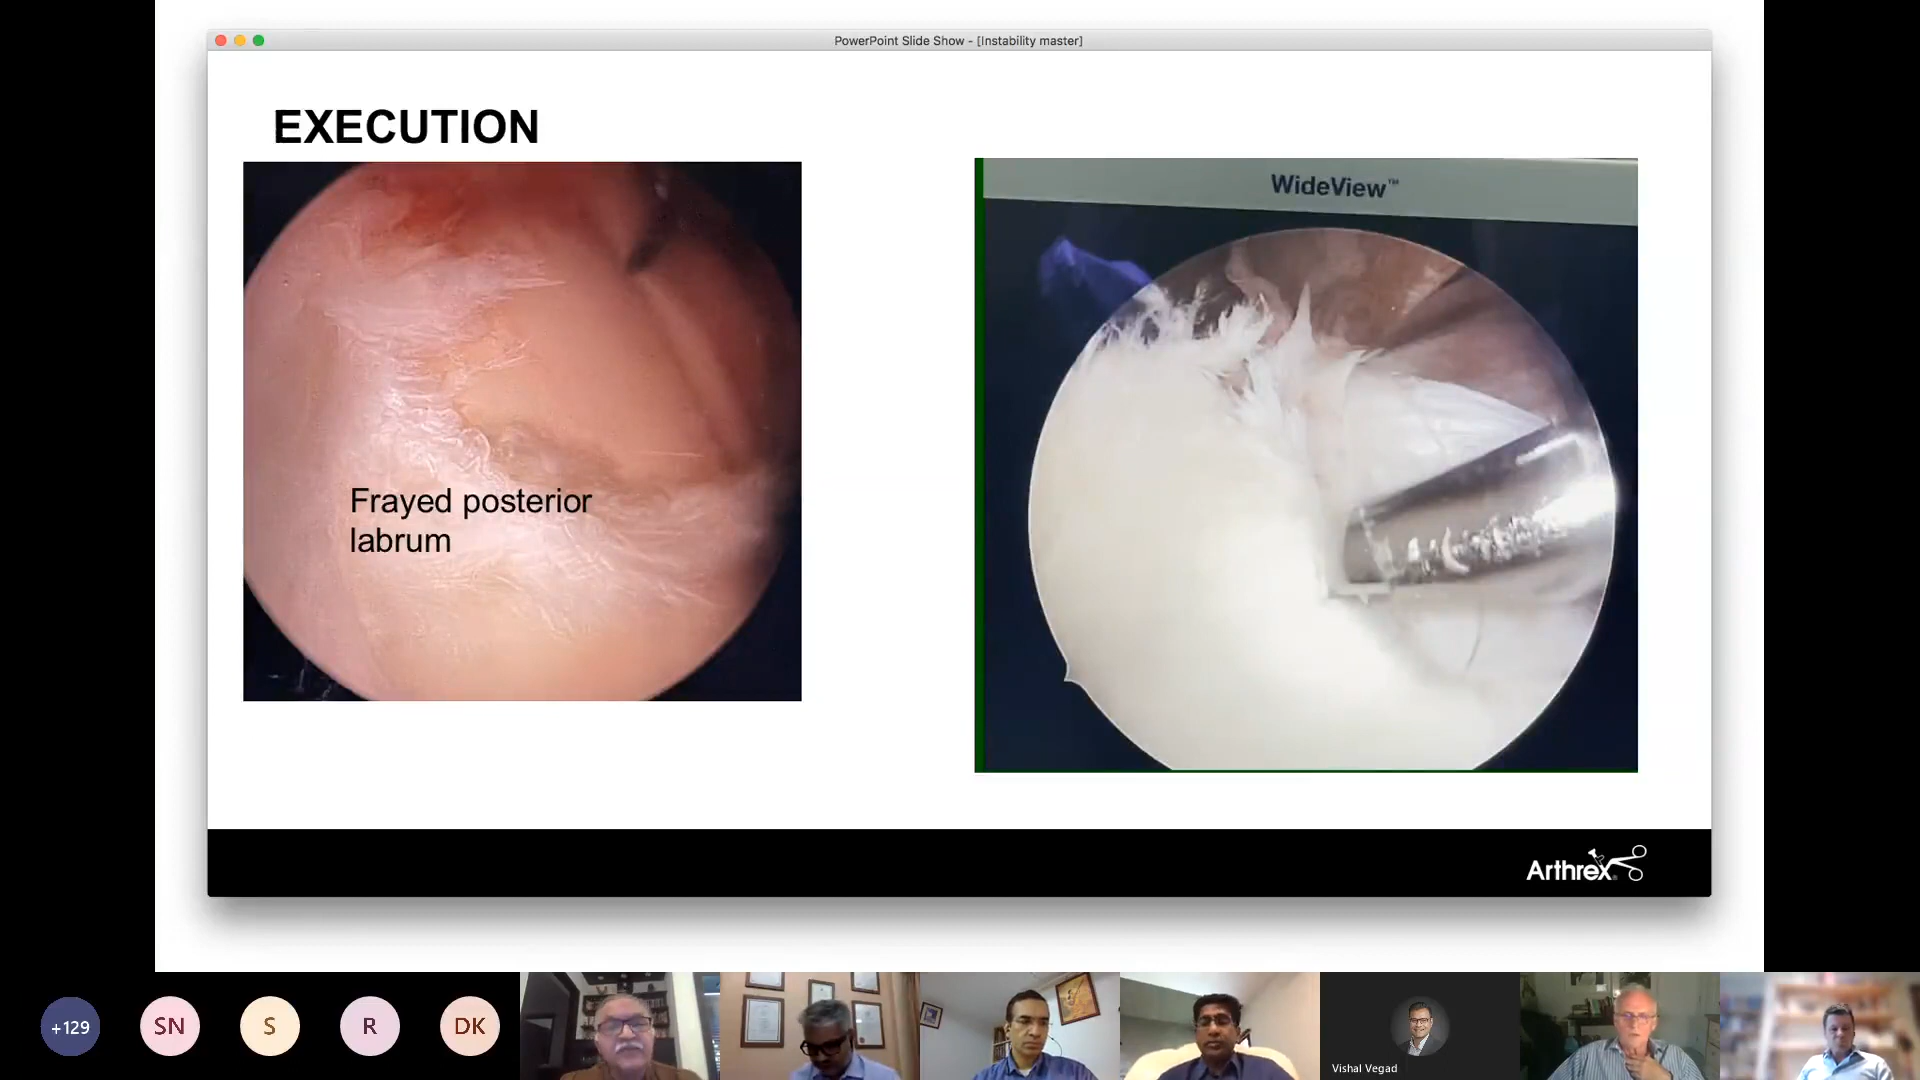 PowerPoint Slide Show - [Instability master]
EXECUTION
WideView™
Frayed posterior
labrum
Arthrex
+129
SN
S
R
DK
Vishal Vegad